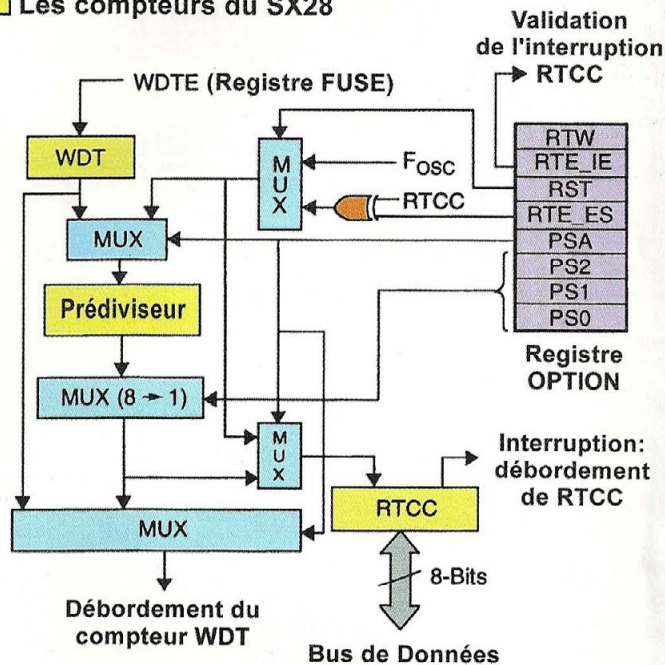 Les compteurs du SX28
Validation
de l'interruption
RTCC
WDTE (Registre FUSE)
WDT
MUX
FOSC
RTCC
RTW
RTE_IE
RST
RTE_ES
PSA
PS2
PS1
PS0
MUX
Prédiviseur
MUX (8 → 1)
Registre
OPTION
MUX
Interruption:
débordement
de RTCC
RTCC
MUX
8-Bits
Débordement du
compteur WDT
Bus de Données